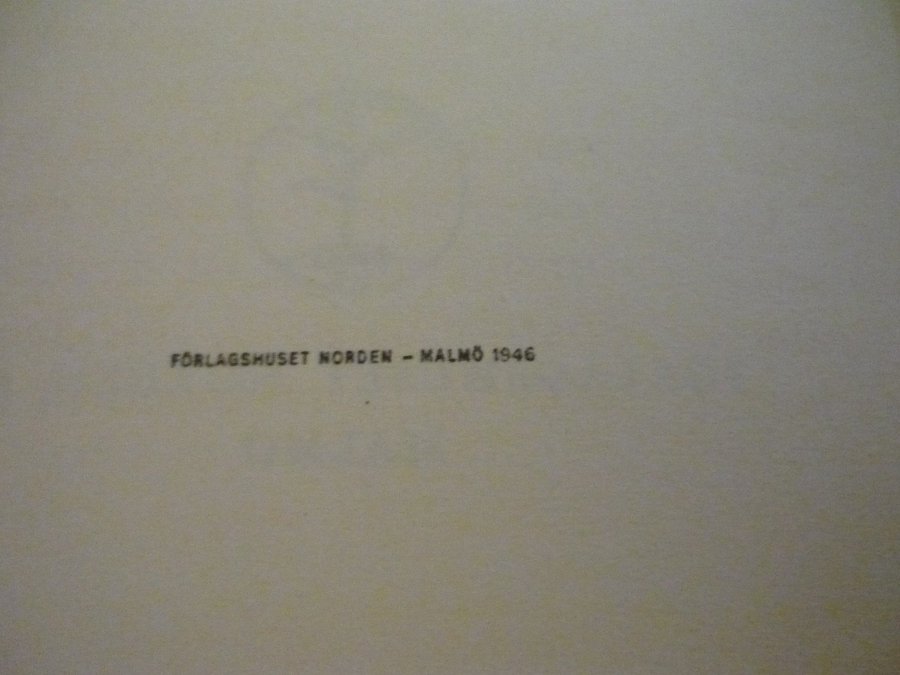 FÖRLAGSHUSET NORDEN – MALMÖ 1946